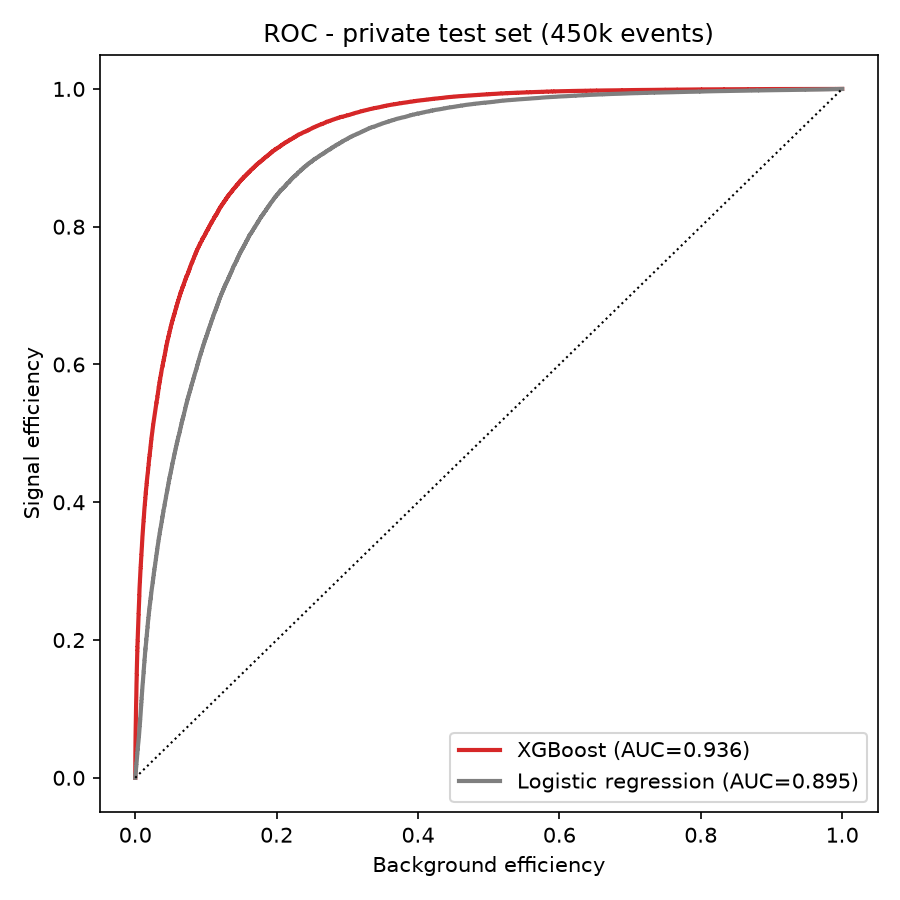 ROC - private test set (450k events)
1.0
0.8
0.6
0.4
0.2
0.0
Signal efficiency
XGBoost (AUC=0.936)
Logistic regression (AUC=0.895)
0.0 0.2 0.4 0.6 0.8 1.0
Background efficiency